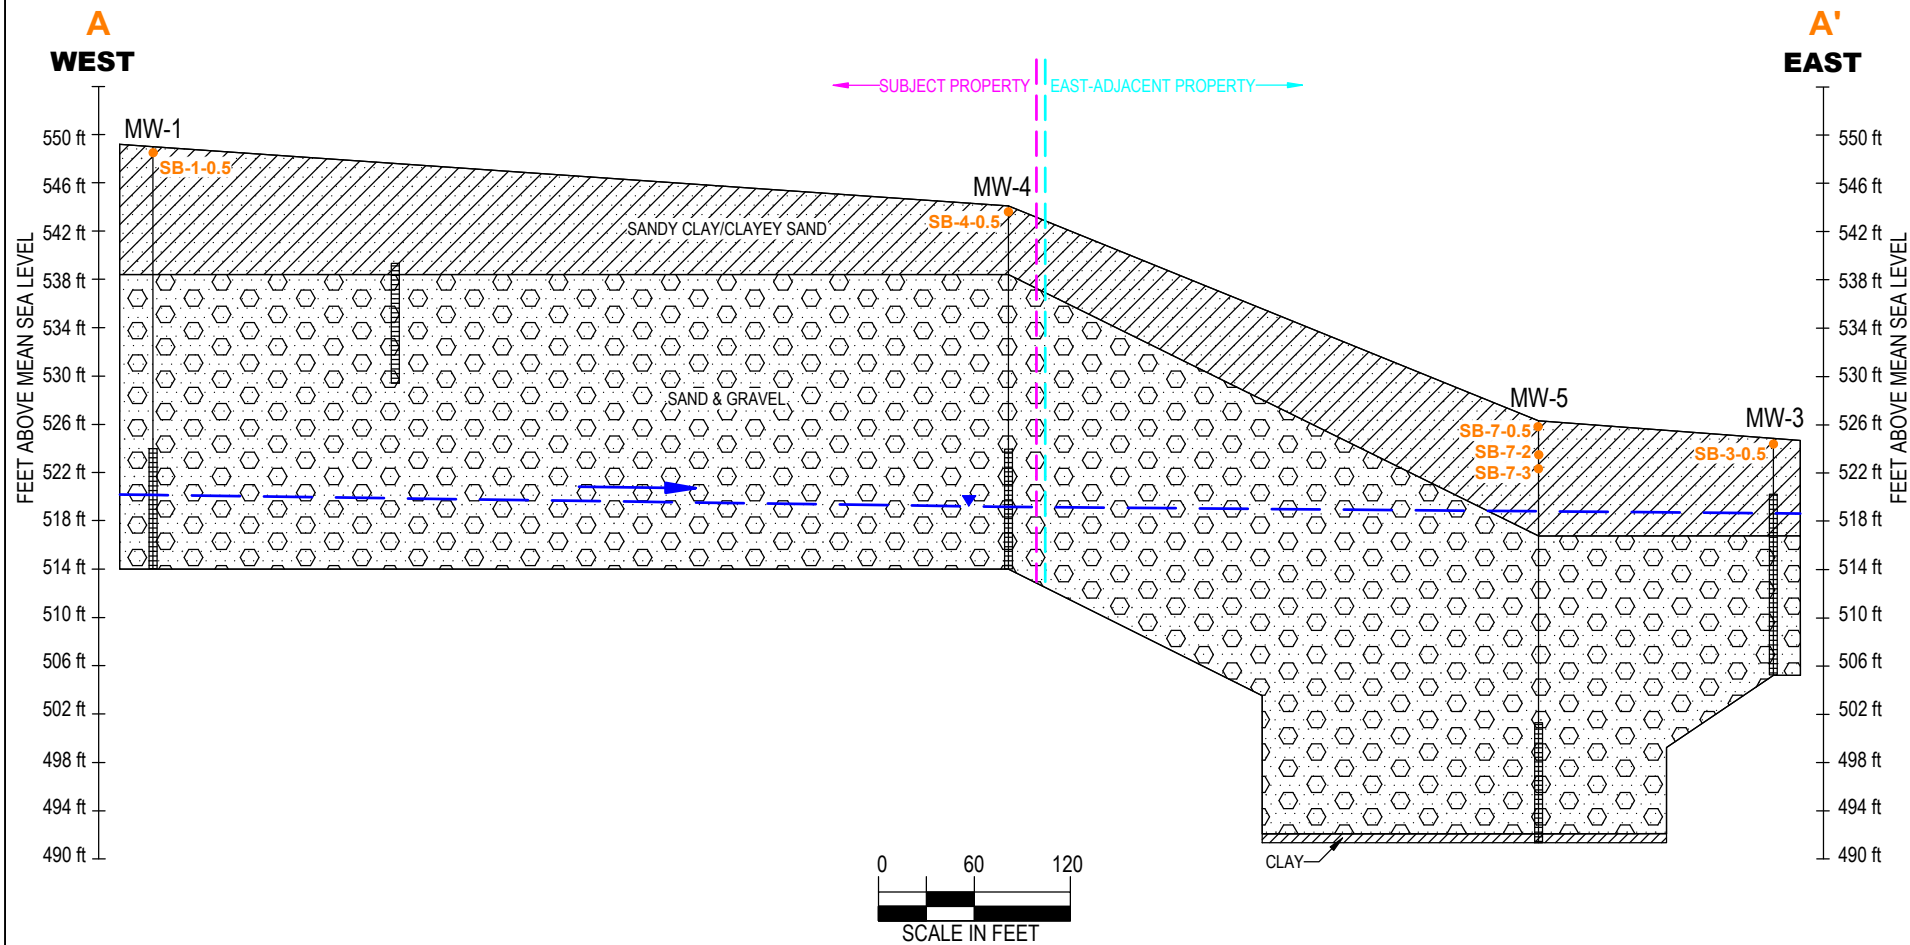 A
WEST
A'
EAST
SUBJECT PROPERTY
EAST-ADJACENT PROPERTY
MW-1
SB-1-0.5
MW-4
SB-4-0.5
MW-5
SB-7-0.5
SB-7-2
SB-7-3
MW-3
SB-3-0.5
SANDY CLAY/CLAYEY SAND
SAND & GRAVEL
CLAY
FEET ABOVE MEAN SEA LEVEL
550 ft
546 ft
542 ft
538 ft
534 ft
530 ft
526 ft
522 ft
518 ft
514 ft
510 ft
506 ft
502 ft
498 ft
494 ft
490 ft
550 ft
546 ft
542 ft
538 ft
534 ft
530 ft
526 ft
522 ft
518 ft
514 ft
510 ft
506 ft
502 ft
498 ft
494 ft
490 ft
FEET ABOVE MEAN SEA LEVEL
0 60 120
SCALE IN FEET